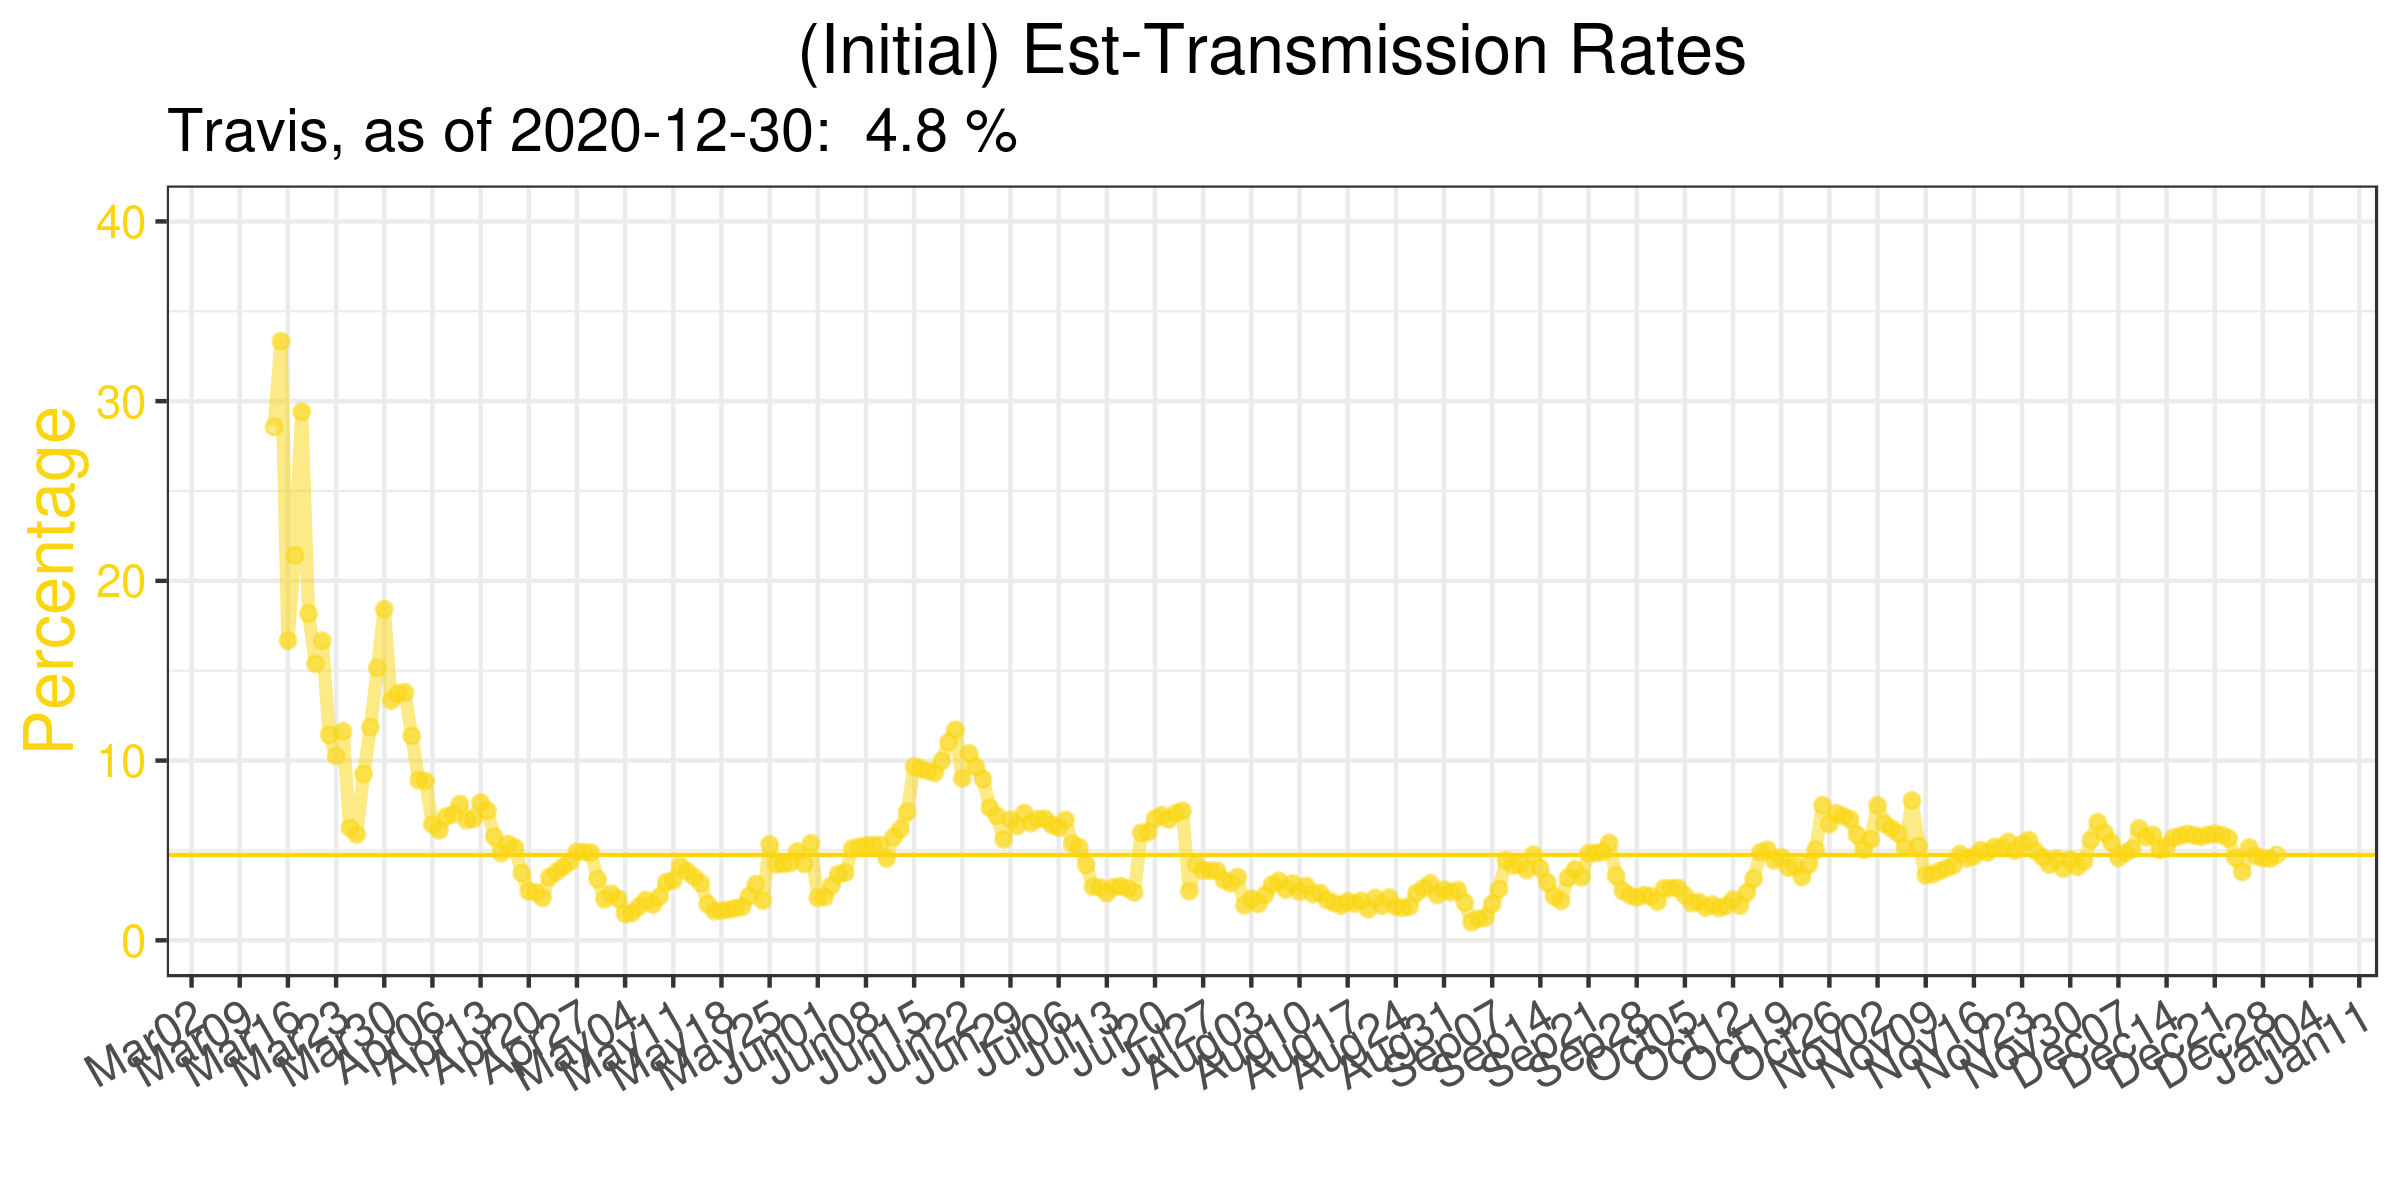 (Initial) Est-Transmission Rates
Travis, as of 2020-12-30:  4.8 %
Percentage
40
30
20
10
0
Mar02
Mar09
Mar16
Mar23
Mar30
Apr06
Apr13
Apr20
Apr27
May04
May11
May18
May25
Jun01
Jun08
Jun15
Jun22
Jun29
Jul06
Jul13
Jul20
Jul27
Aug03
Aug10
Aug17
Aug24
Aug31
Sep07
Sep14
Sep21
Sep28
Oct05
Oct12
Oct19
Oct26
Nov02
Nov09
Nov16
Nov23
Nov30
Dec07
Dec14
Dec21
Dec28
Jan04
Jan11